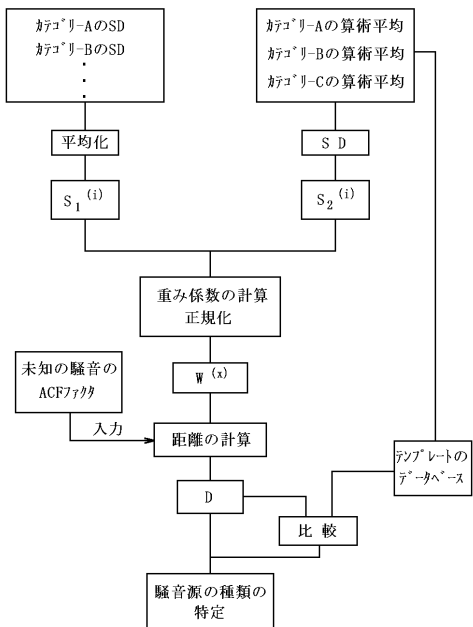 ｶﾃｺﾞﾘｰAのSD
ｶﾃｺﾞﾘｰBのSD
ｶﾃｺﾞﾘｰAの算術平均
ｶﾃｺﾞﾘｰBの算術平均
ｶﾃｺﾞﾘｰCの算術平均
平均化
S D
S1(i)
S2(i)
重み係数の計算
正規化
W(x)
未知の騒音の
ACFﾌｧｸﾀ
入力
距離の計算
ﾃﾝﾌﾟﾚｰﾄの
ﾃﾞｰﾀﾍﾞｰｽ
D
比 較
騒音源の種類の
特定